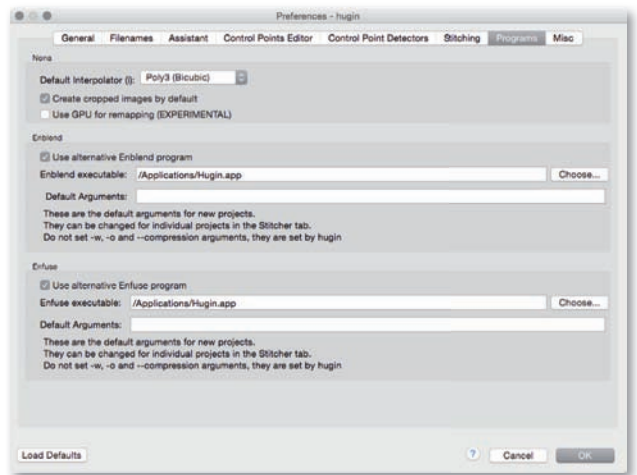 Preferences - hugin
General Filenames Assistant Control Points Editor Control Point Detectors Stitching Programs Misc
Nona
Default Interpolator (i): Poly3 (Bicubic)
Create cropped images by default
Use GPU for remapping (EXPERIMENTAL)
Enblend
Use alternative Enblend program
Enblend executable: /Applications/Hugin.app Choose...
Default Arguments:
These are the default arguments for new projects.
They can be changed for individual projects in the Stitcher tab.
Do not set -w, -o and --compression arguments, they are set by hugin
Enfuse
Use alternative Enfuse program
Enfuse executable: /Applications/Hugin.app Choose...
Default Arguments:
These are the default arguments for new projects.
They can be changed for individual projects in the Stitcher tab.
Do not set -w, -o and --compression arguments, they are set by hugin
Load Defaults ? Cancel OK